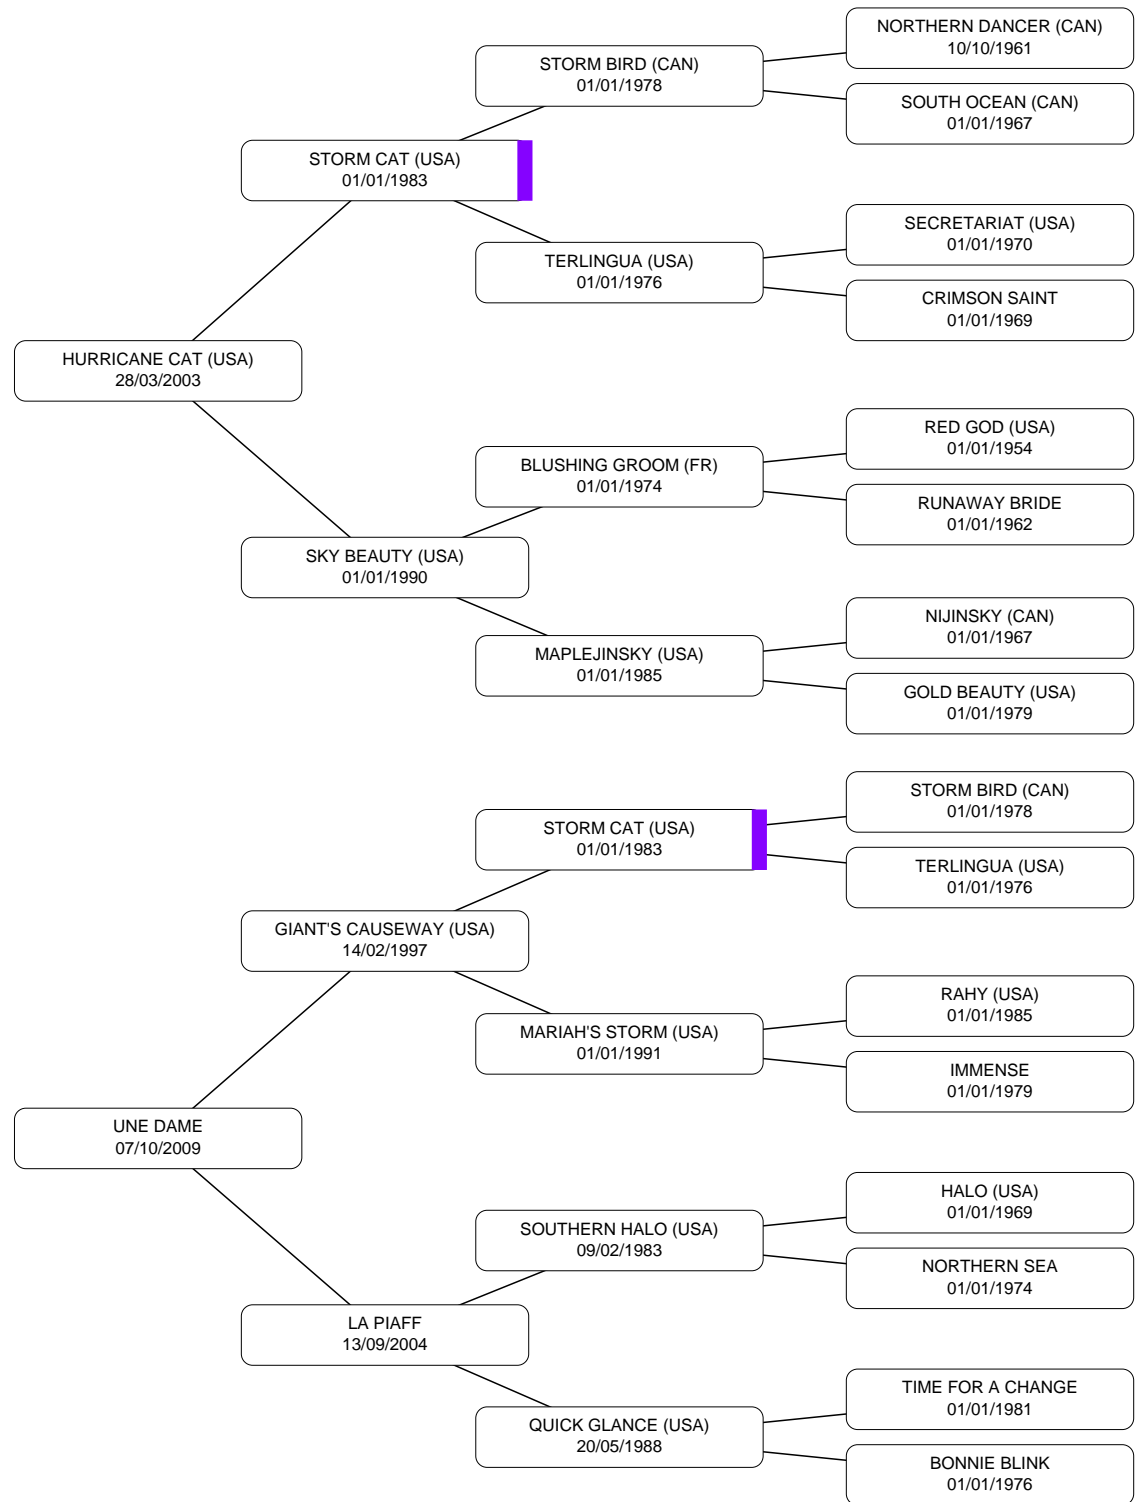 NORTHERN DANCER (CAN)
10/10/1961
STORM BIRD (CAN)
01/01/1978
SOUTH OCEAN (CAN)
01/01/1967
STORM CAT (USA)
01/01/1983
SECRETARIAT (USA)
01/01/1970
TERLINGUA (USA)
01/01/1976
CRIMSON SAINT
01/01/1969
HURRICANE CAT (USA)
28/03/2003
RED GOD (USA)
01/01/1954
BLUSHING GROOM (FR)
01/01/1974
RUNAWAY BRIDE
01/01/1962
SKY BEAUTY (USA)
01/01/1990
NIJINSKY (CAN)
01/01/1967
MAPLEJINSKY (USA)
01/01/1985
GOLD BEAUTY (USA)
01/01/1979
STORM BIRD (CAN)
01/01/1978
STORM CAT (USA)
01/01/1983
TERLINGUA (USA)
01/01/1976
GIANT'S CAUSEWAY (USA)
14/02/1997
RAHY (USA)
01/01/1985
MARIAH'S STORM (USA)
01/01/1991
IMMENSE
01/01/1979
UNE DAME
07/10/2009
HALO (USA)
01/01/1969
SOUTHERN HALO (USA)
09/02/1983
NORTHERN SEA
01/01/1974
LA PIAFF
13/09/2004
TIME FOR A CHANGE
01/01/1981
QUICK GLANCE (USA)
20/05/1988
BONNIE BLINK
01/01/1976